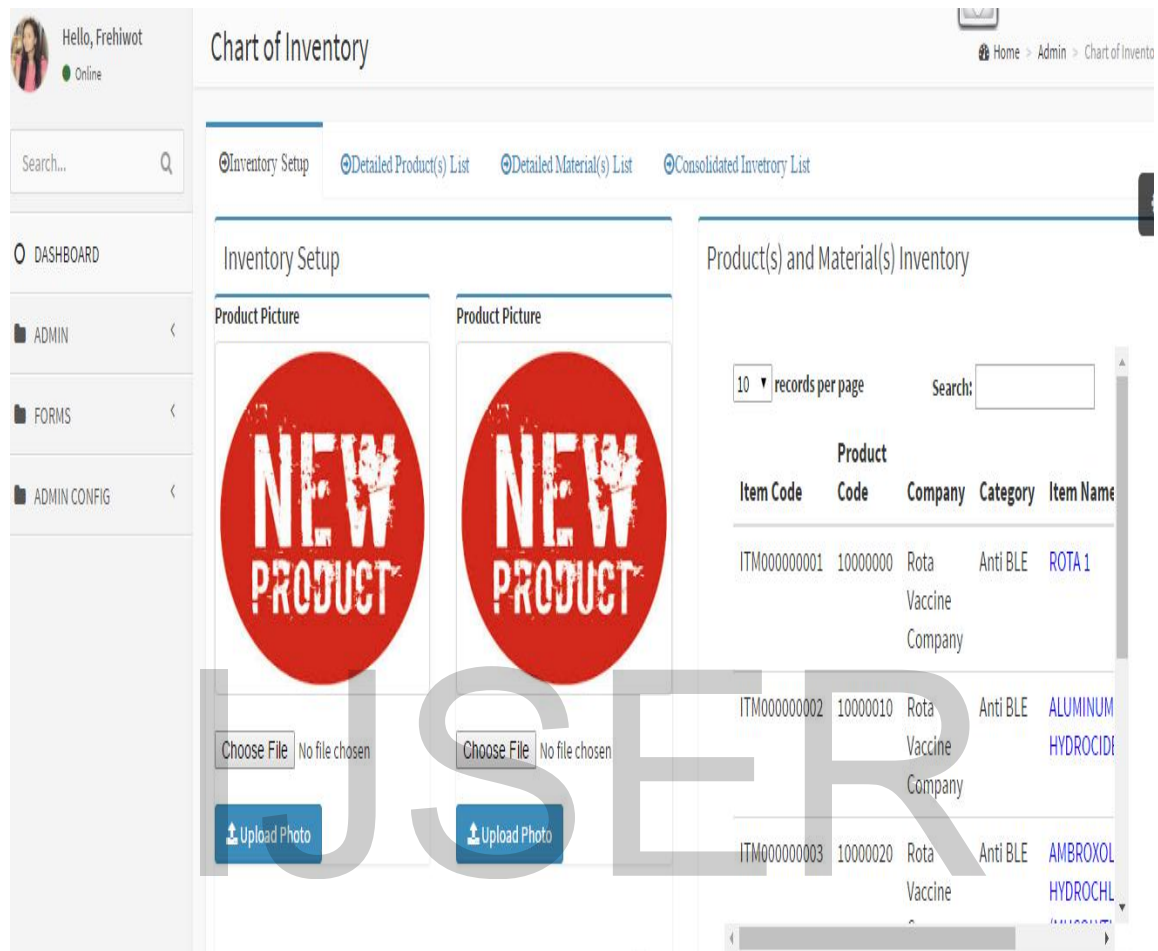 Hello, Frehiwot
Online
Search...
DASHBOARD
ADMIN
FORMS
ADMIN CONFIG
Chart of Inventory
Home > Admin > Chart of Invento
Inventory Setup Detailed Product(s) List Detailed Material(s) List Consolidated Invetrory List
Inventory Setup
Product Picture Product Picture
NEW
PRODUCT
NEW
PRODUCT
Choose File No file chosen Choose File No file chosen
Upload Photo Upload Photo
Product(s) and Material(s) Inventory
10 records per page Search:
Item Code Product Code Company Category Item Name
ITM000000001 10000000 Rota Anti BLE ROTA 1
Vaccine
Company
ITM000000002 10000010 Rota Anti BLE ALUMINUM
Vaccine HYDROCIDE
Company
ITM000000003 10000020 Rota Anti BLE AMBROXOL
Vaccine HYDROCHL
IJSER